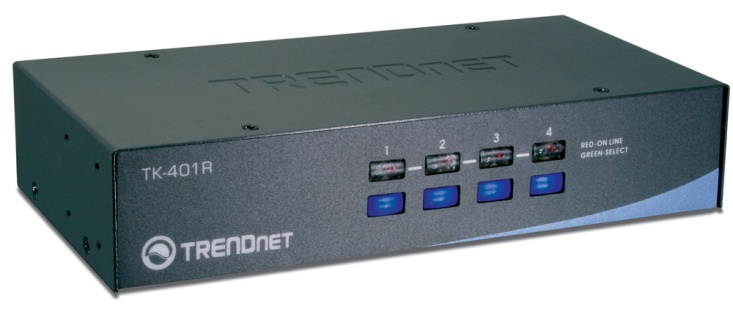 TRENDNET
1 2 3 4
RED-ON LINE
GREEN-SELECT
TK-401R
TRENDNET